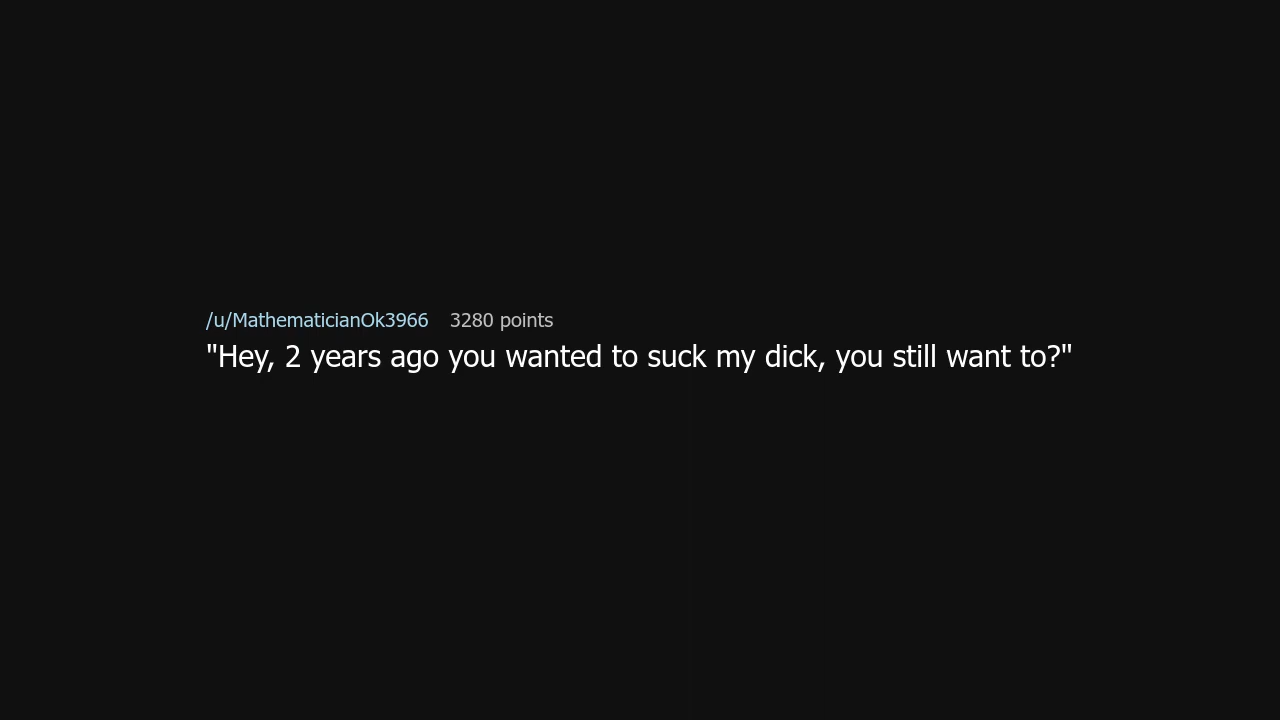 /u/MathematicianOk3966 3280 points
"Hey, 2 years ago you wanted to suck my dick, you still want to?"